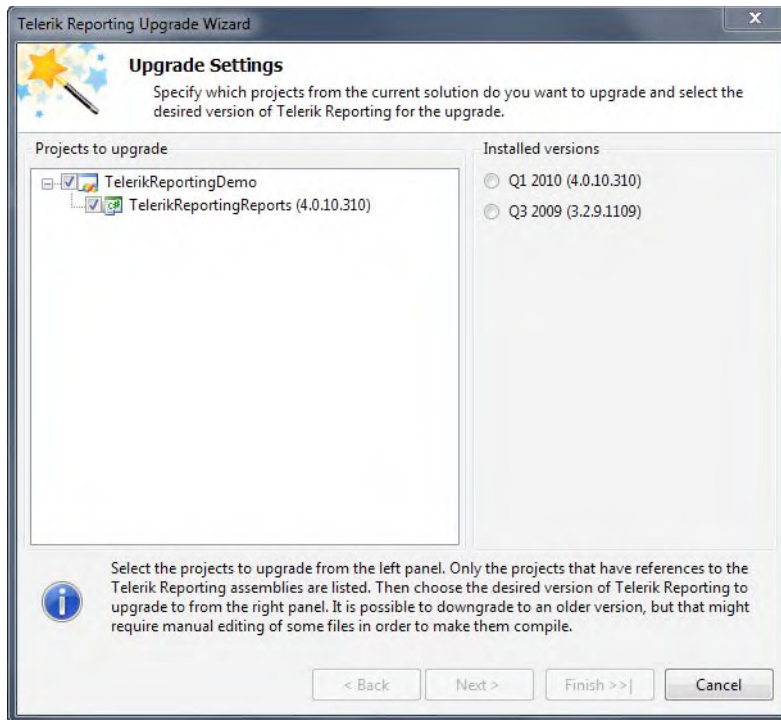 Telerik Reporting Upgrade Wizard
x
Upgrade Settings
Specify which projects from the current solution do you want to upgrade and select the
desired version of Telerik Reporting for the upgrade.
Projects to upgrade
TelerikReportingDemo
TelerikReportingReports (4.0.10.310)
Installed versions
Q1 2010 (4.0.10.310)
Q3 2009 (3.2.9.1109)
Select the projects to upgrade from the left panel. Only the projects that have references to the
Telerik Reporting assemblies are listed. Then choose the desired version of Telerik Reporting to
upgrade to from the right panel. It is possible to downgrade to an older version, but that might
require manual editing of some files in order to make them compile.
< Back
Next >
Finish >>|
Cancel